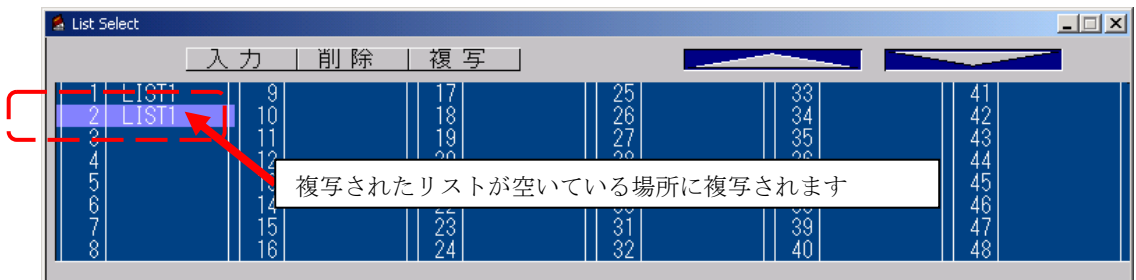 List Select
入力 削除 複写
1 LIST1 9 17 25 33 41
2 LIST1 10 18 26 34 42
3 11 19 27 35 43
4 12 44
5 45
複写されたリストが空いている場所に複写されます
6 14 22 46
7 15 23 31 39 47
8 16 24 32 40 48